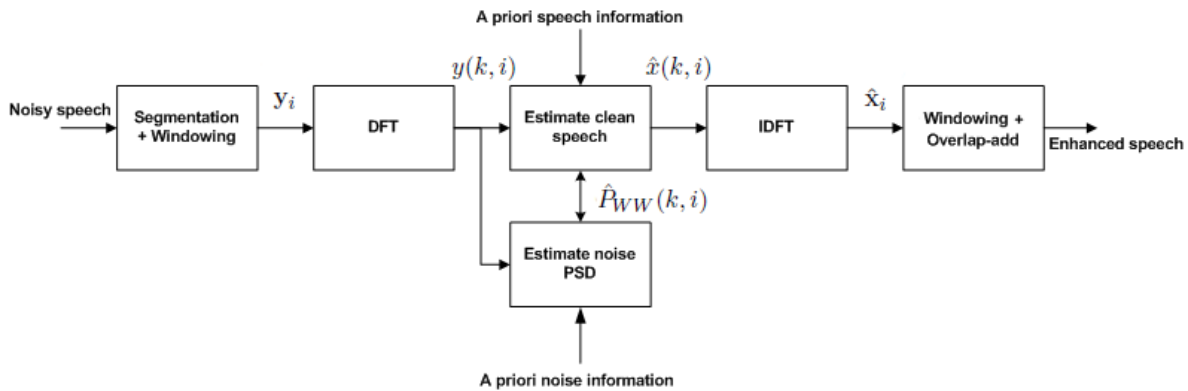 A priori speech information
y(k, i)
x̂(k, i)
Noisy speech
Segmentation
+ Windowing
y_i
DFT
Estimate clean
speech
IDFT
x̂_i
Windowing +
Overlap-add
Enhanced speech
P̂_{WW}(k, i)
Estimate noise
PSD
A priori noise information